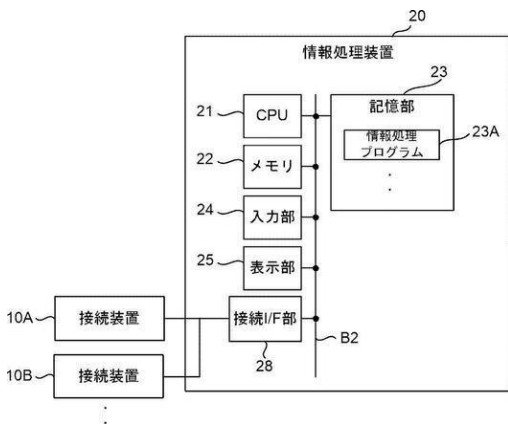 20
情報処理装置
23
21
CPU
記憶部
情報処理
プログラム
23A
22
メモリ
24
入力部
25
表示部
10A
接続装置
接続I/F部
B2
28
10B
接続装置